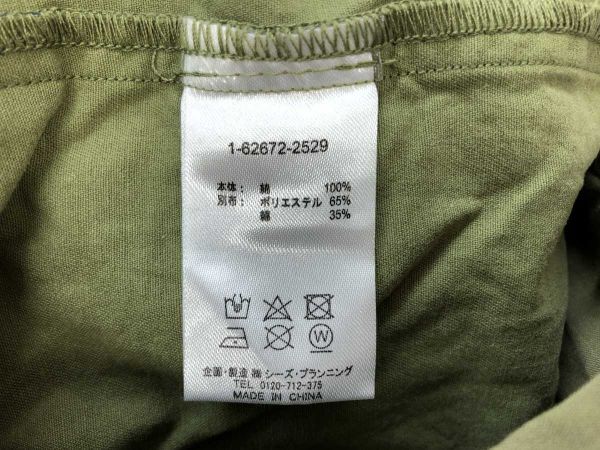 1-62672-2529
本体: 綿 100%
別布: ポリエステル 65%
綿 35%
W
企画・製造 ㈱ シーズ・プランニング
TEL 0120-712-375
MADE IN CHINA